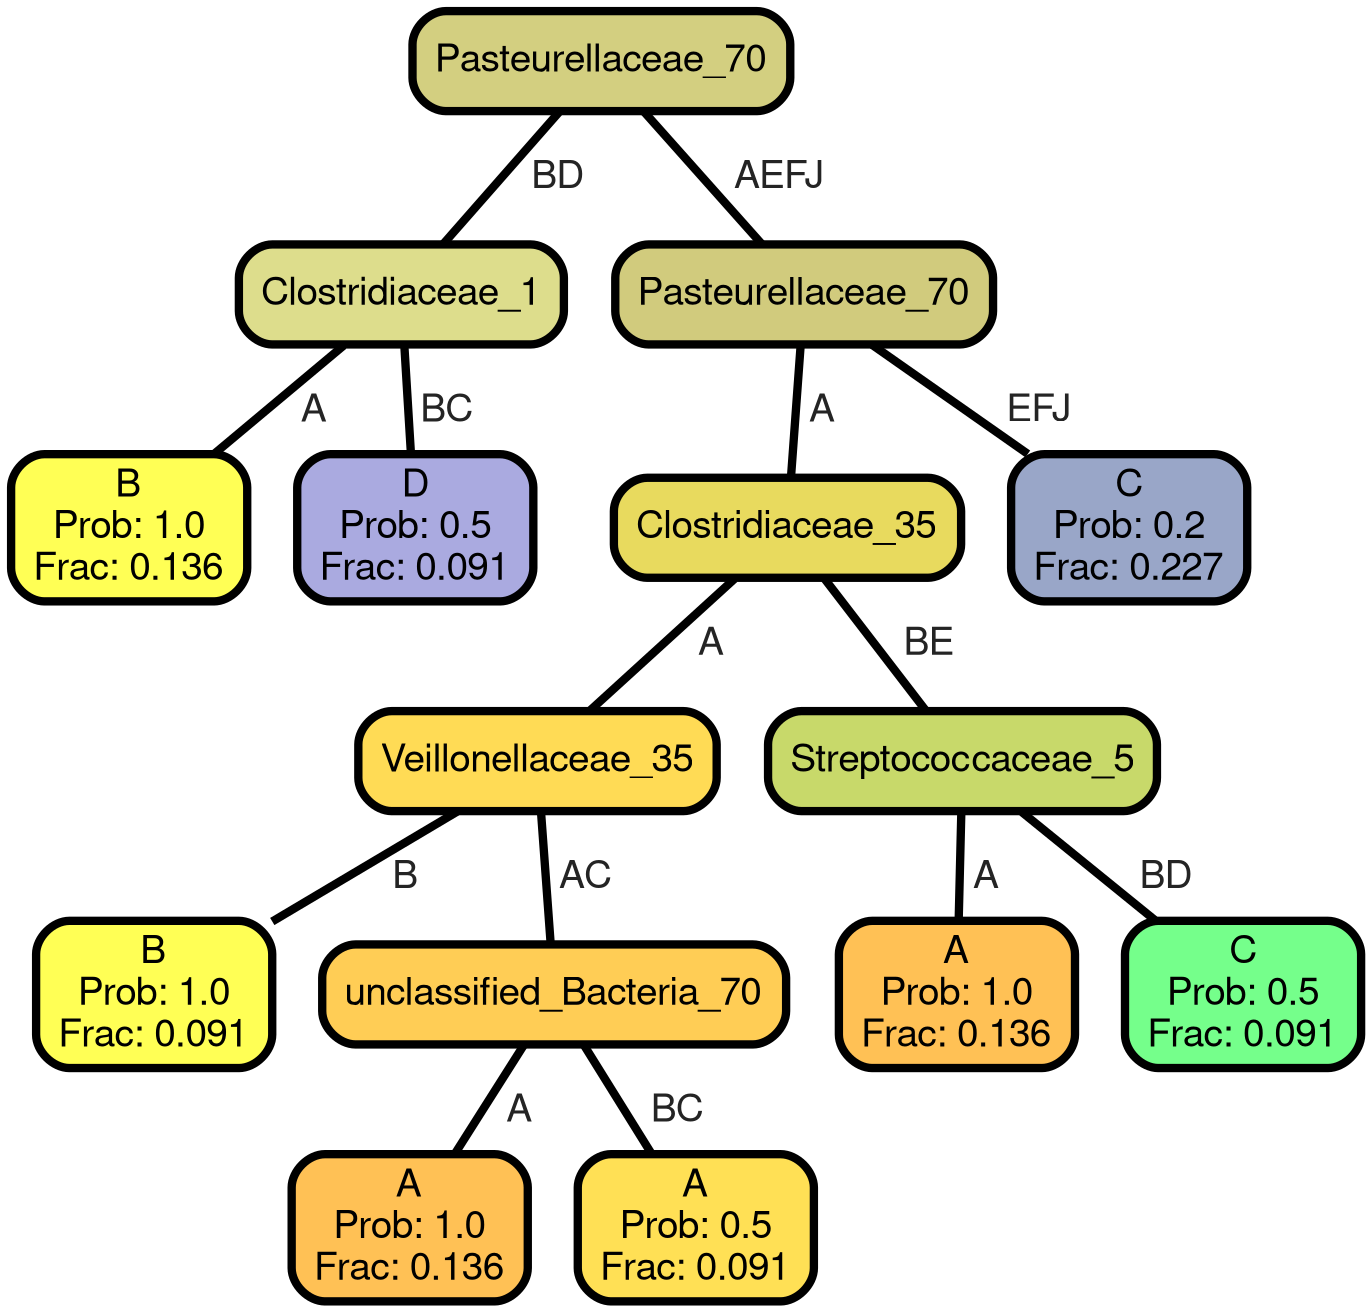 Pasteurellaceae_70
BD
AEFJ
Clostridiaceae_1
Pasteurellaceae_70
A
BC
A
EFJ
B
Prob: 1.0
Frac: 0.136
D
Prob: 0.5
Frac: 0.091
Clostridiaceae_35
C
Prob: 0.2
Frac: 0.227
A
BE
Veillonellaceae_35
Streptococcaceae_5
B
AC
A
BD
B
Prob: 1.0
Frac: 0.091
unclassified_Bacteria_70
A
Prob: 1.0
Frac: 0.136
C
Prob: 0.5
Frac: 0.091
A
BC
A
Prob: 1.0
Frac: 0.136
A
Prob: 0.5
Frac: 0.091